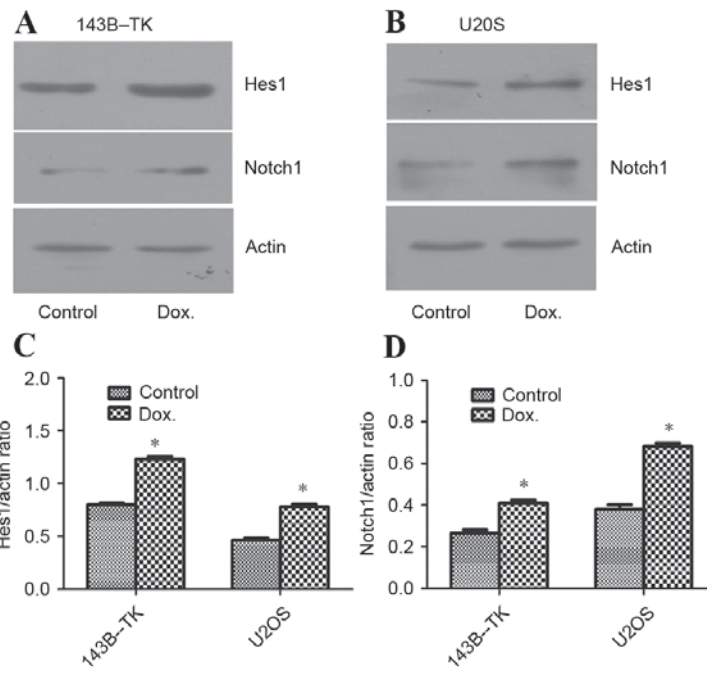 A 143B–TK
Hes1
Notch1
Actin
Control Dox.
B U20S
Hes1
Notch1
Actin
Control Dox.
C
Hes1/actin ratio
2.0
1.5
1.0
0.5
0.0
Control
Dox.
*
*
143B–TK
U2OS
D
Notch1/actin ratio
1.0
0.8
0.6
0.4
0.2
0.0
Control
Dox.
*
*
143B–TK
U2OS